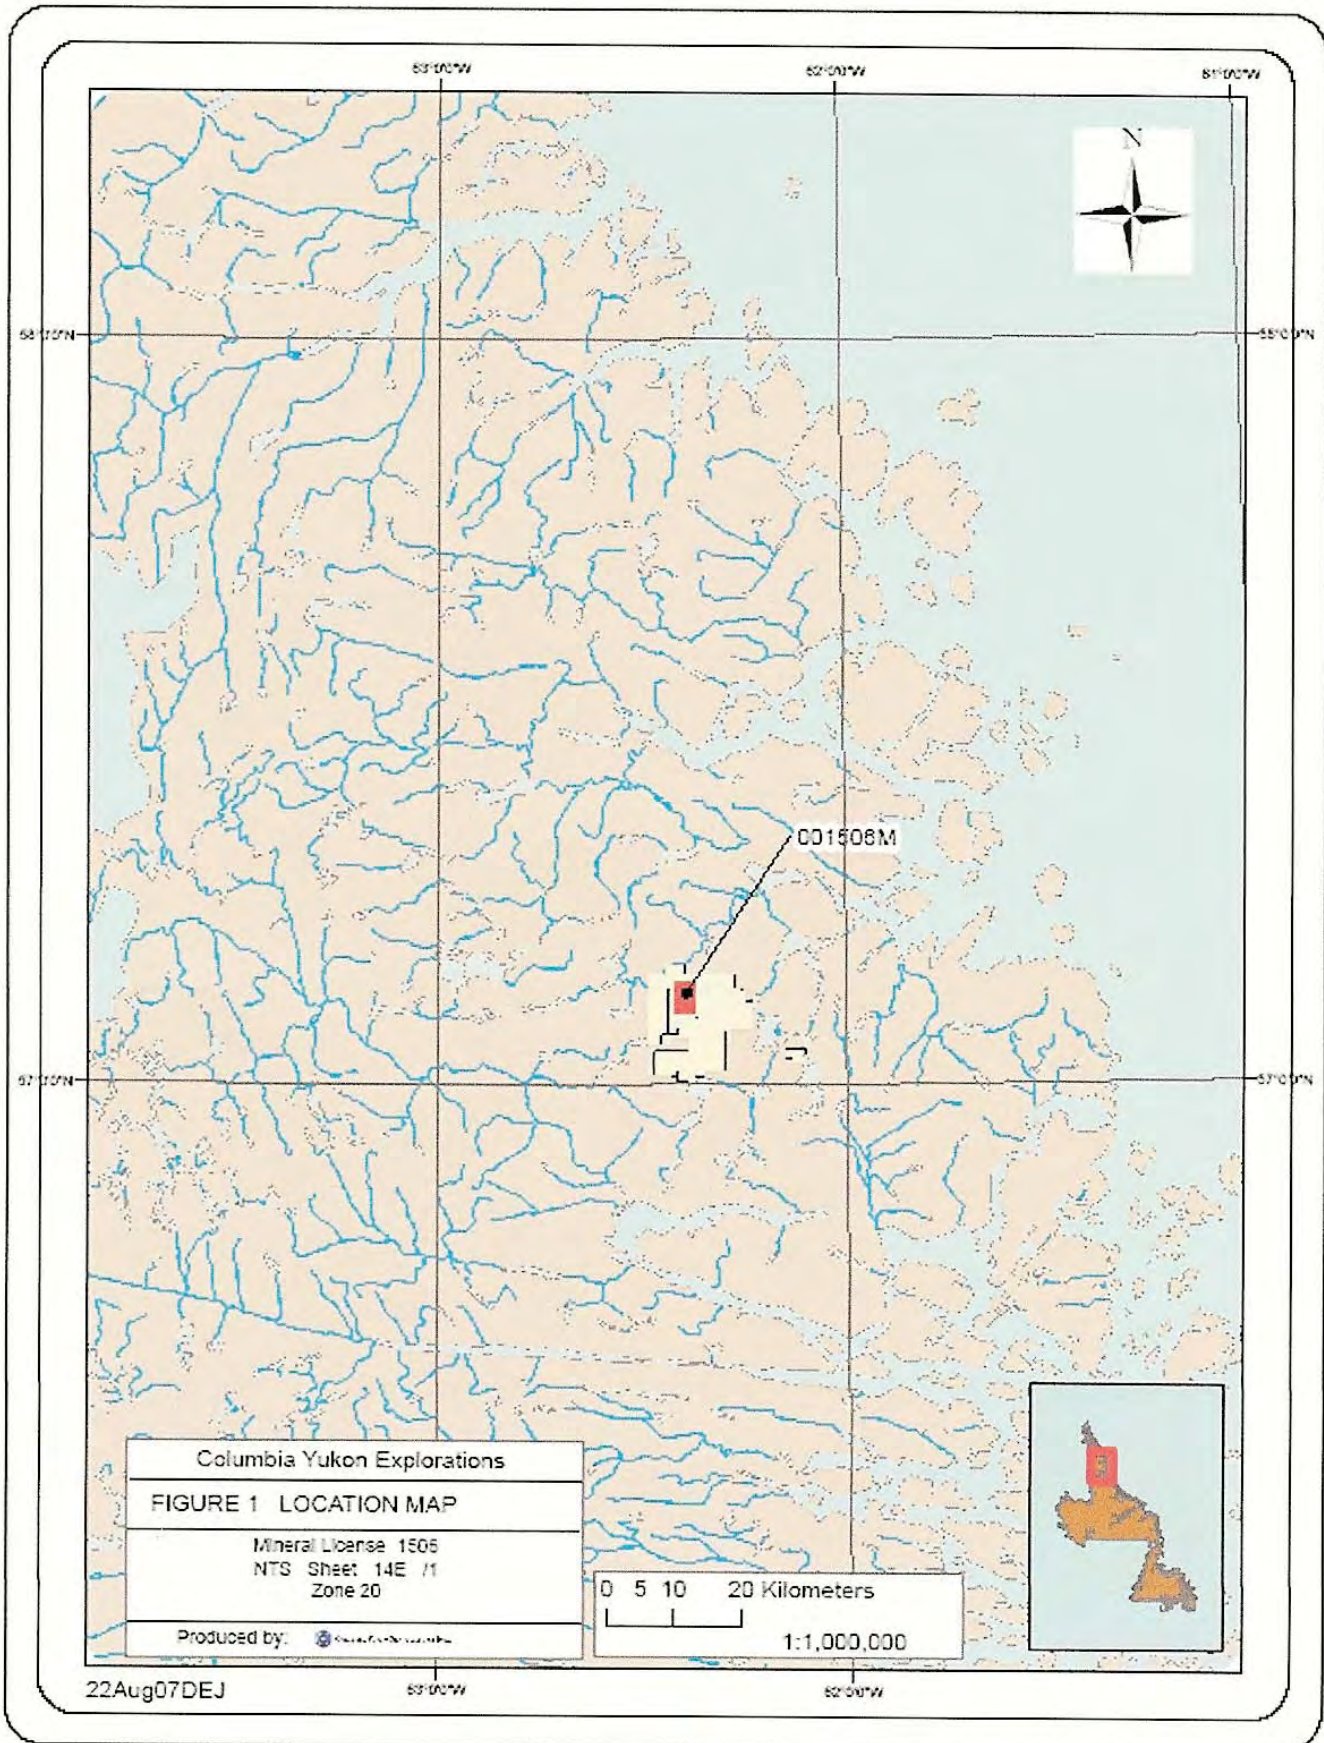 63°0'0"W 62°0'0"W 61°0'0"W
N
58°0'0"N 58°0'0"N
001506M
57°0'0"N 57°0'0"N
Columbia Yukon Explorations
FIGURE 1 LOCATION MAP
Mineral License 1506
NTS Sheet 14E /1
Zone 20
Produced by:
0 5 10 20 Kilometers
1:1,000,000
22Aug07DEJ
63°0'0"W 62°0'0"W